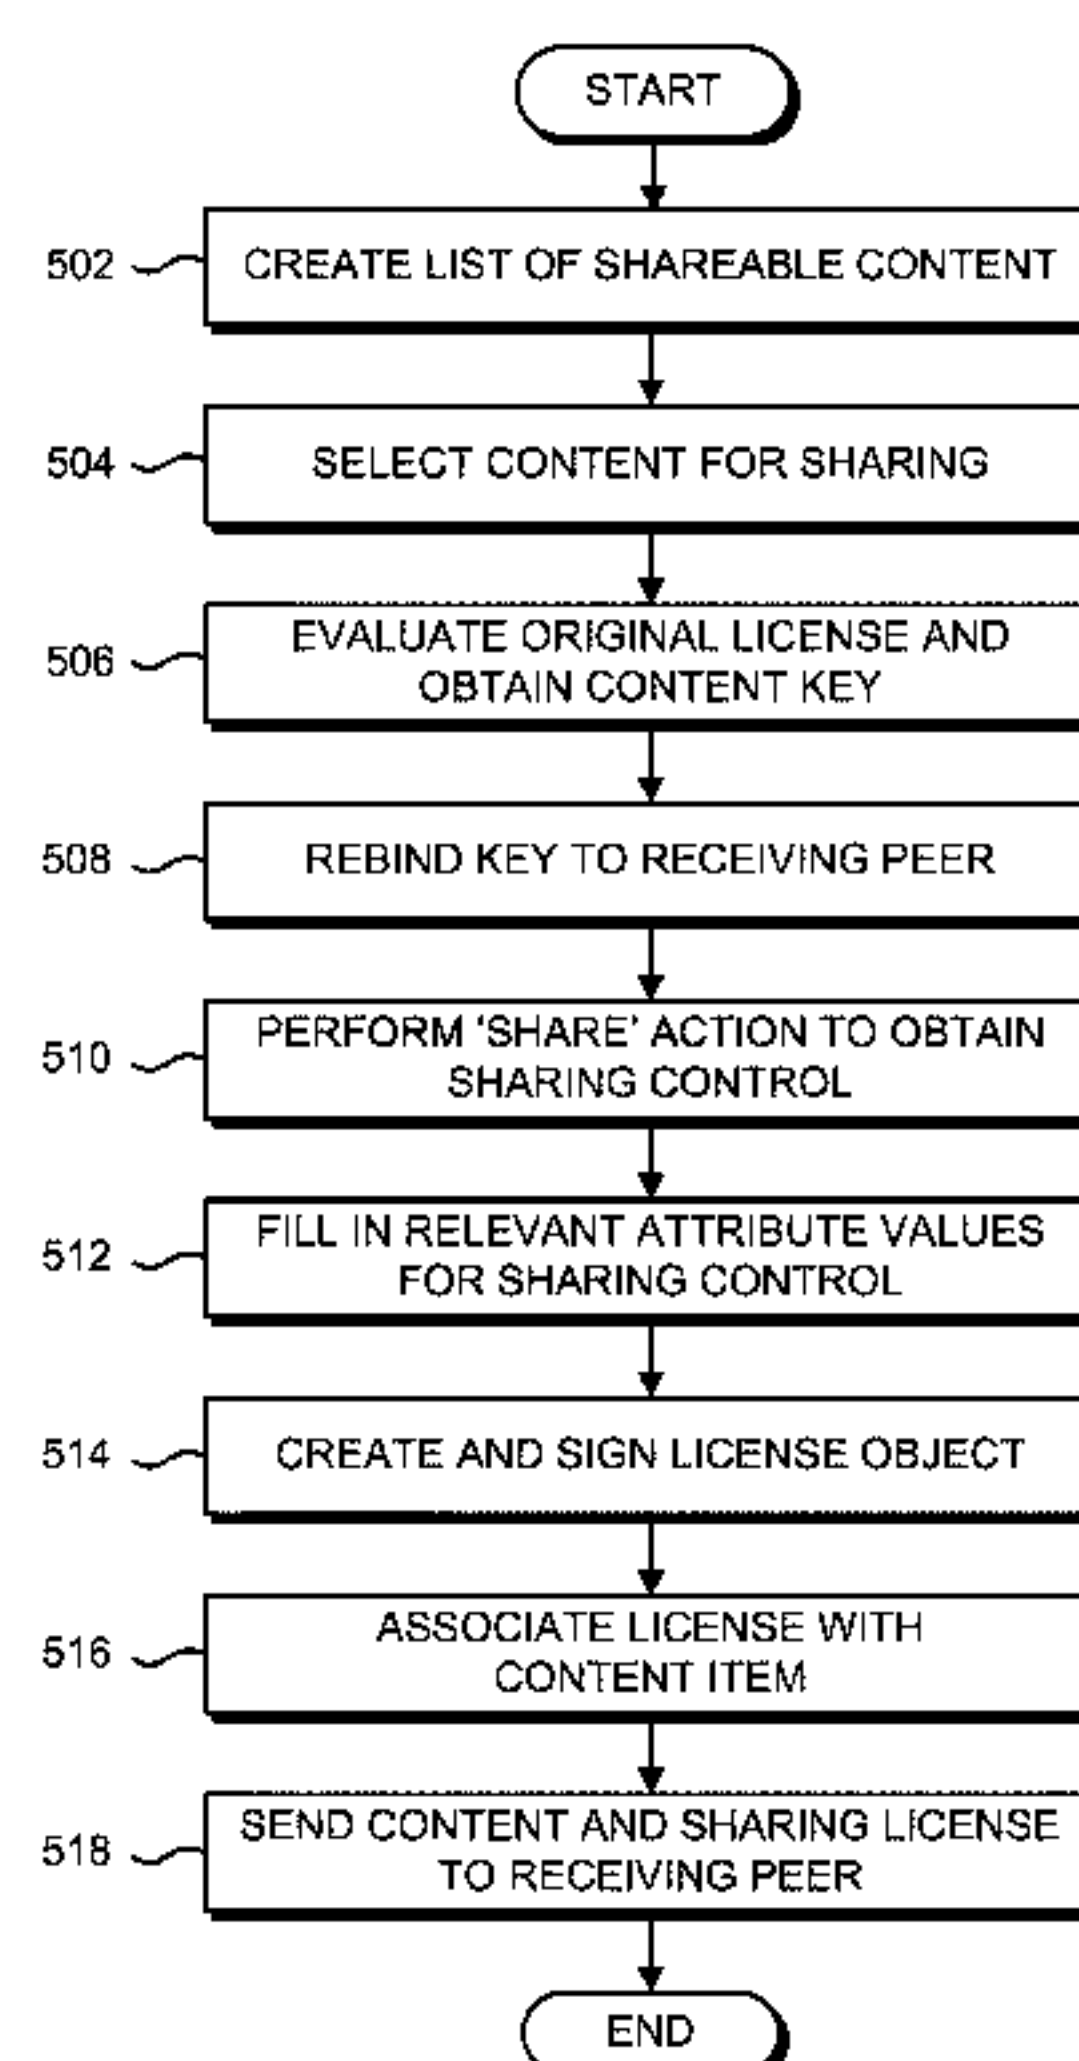 START
502
CREATE LIST OF SHAREABLE CONTENT
504
SELECT CONTENT FOR SHARING
506
EVALUATE ORIGINAL LICENSE AND
OBTAIN CONTENT KEY
508
REBIND KEY TO RECEIVING PEER
510
PERFORM 'SHARE' ACTION TO OBTAIN
SHARING CONTROL
512
FILL IN RELEVANT ATTRIBUTE VALUES
FOR SHARING CONTROL
514
CREATE AND SIGN LICENSE OBJECT
516
ASSOCIATE LICENSE WITH
CONTENT ITEM
518
SEND CONTENT AND SHARING LICENSE
TO RECEIVING PEER
END